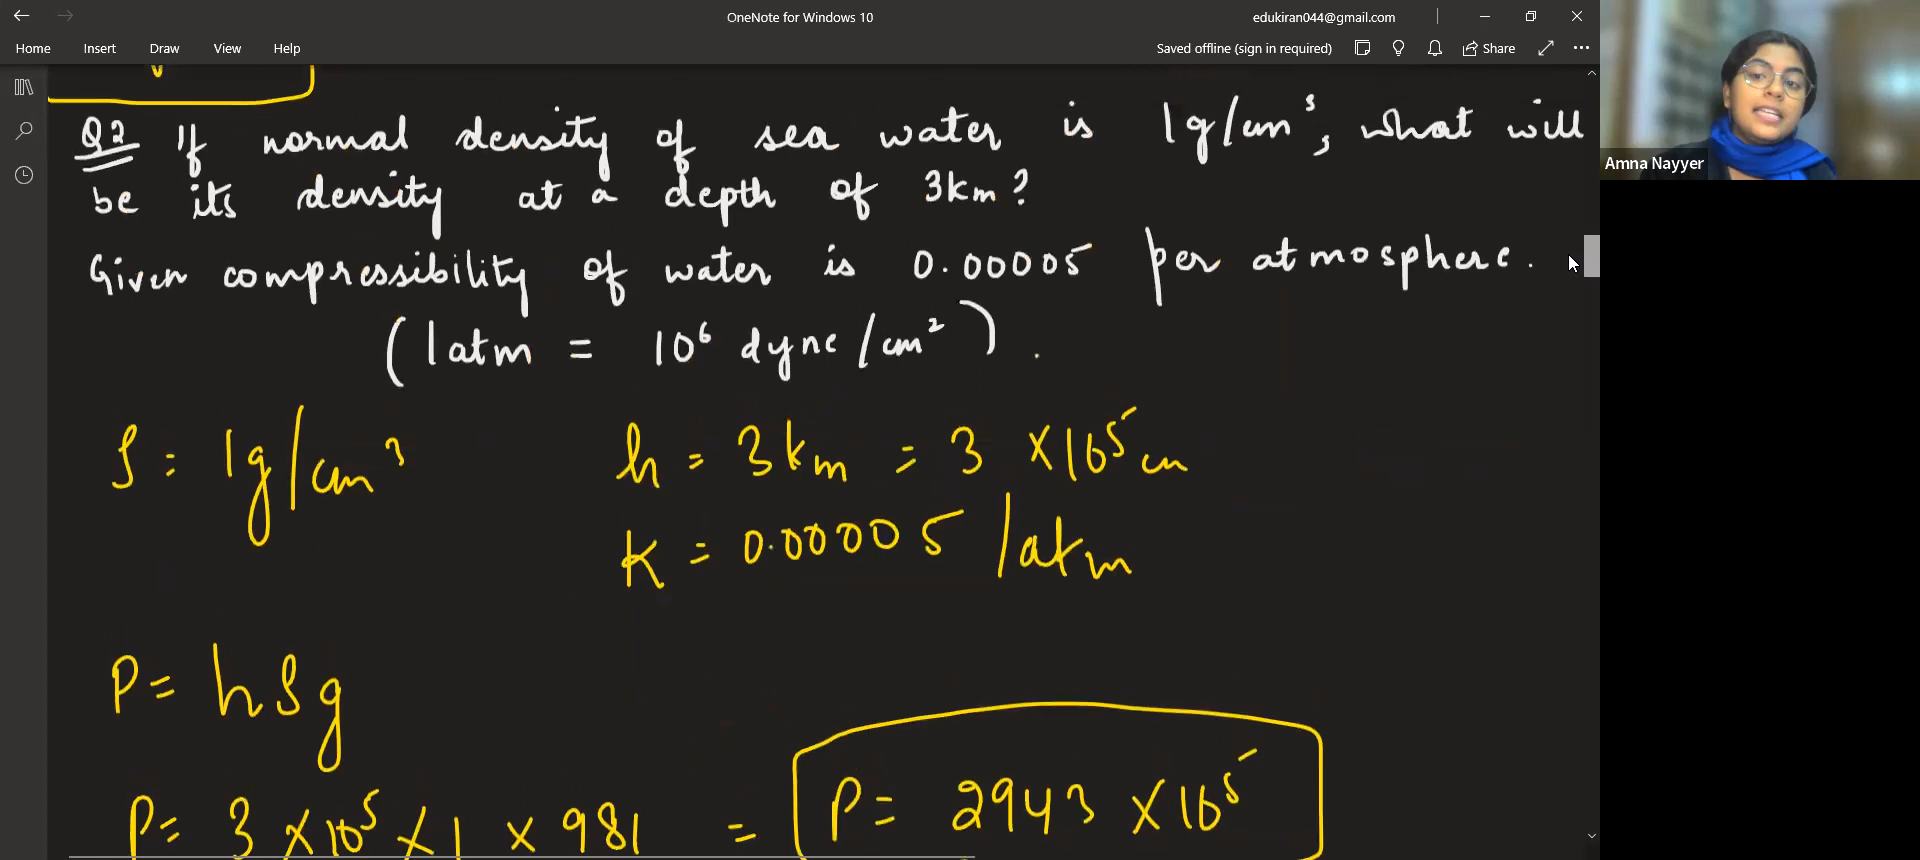 OneNote for Windows 10
edukiran044@gmail.com
Home Insert Draw View Help
Saved offline (sign in required) Share
Amna Nayyer
Q2 If normal density of sea water is 1g/cm³, what will
be its density at a depth of 3km?
Given compressibility of water is 0.00005 per atmosphere.
(1atm = 10⁶ dyne/cm²).
ρ = 1g/cm³
h = 3km = 3 × 10⁵ cm
K = 0.00005 /atm
P = hρg
P = 3 × 10⁵ × 1 × 981 = P = 2943 × 10⁵